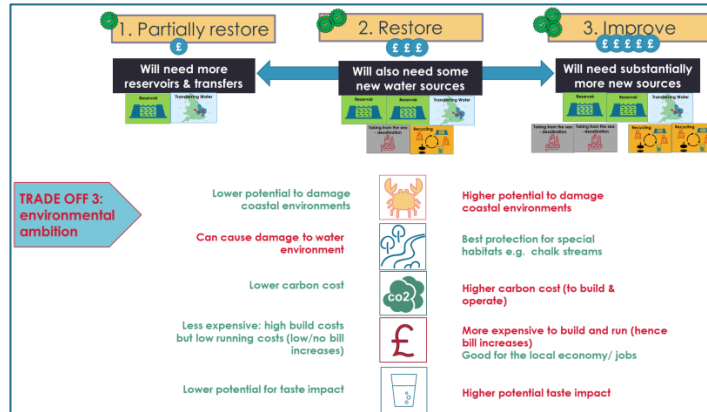 1. Partially restore
2. Restore
3. Improve
£
£ £ £
£ £ £ £ £
Will need more
reservoirs & transfers
Will also need some
new water sources
Will need substantially
more new sources
Reservoir
Transferring Water
Reservoir
Reservoir
Transferring Water
Reservoir
Reservoir
Transferring Water
Taking from the sea
- desalination
Recycling
Taking from the sea
- desalination
Taking from the sea
- desalination
Recycling
Recycling
TRADE OFF 3:
environmental
ambition
Lower potential to damage
coastal environments
Higher potential to damage
coastal environments
Can cause damage to water
environment
Best protection for special
habitats e.g. chalk streams
Lower carbon cost
co2
Higher carbon cost (to build &
operate)
Less expensive: high build costs
but low running costs (low/no bill
increases)
£
More expensive to build and run (hence
bill increases)
Good for the local economy/ jobs
Lower potential for taste impact
Higher potential taste impact